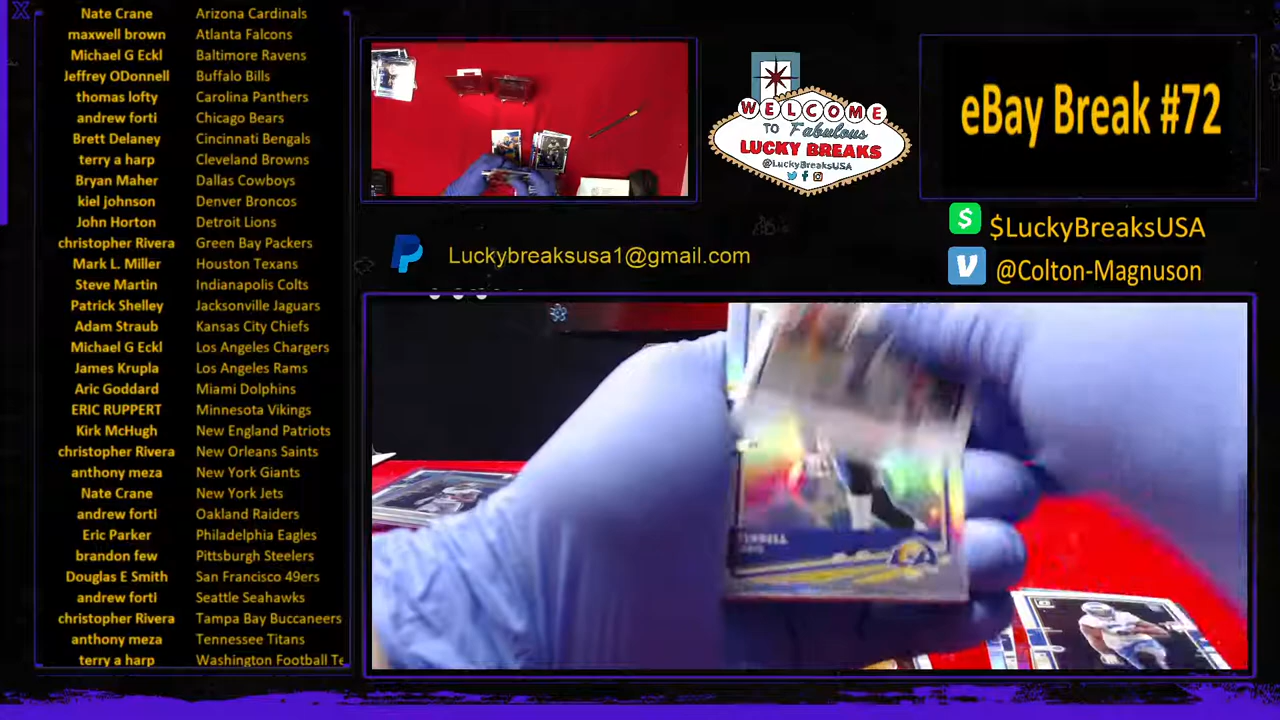 Nate Crane Arizona Cardinals
maxwell brown Atlanta Falcons
Michael G Eckl Baltimore Ravens
Jeffrey ODonnell Buffalo Bills
thomas lofty Carolina Panthers
andrew forti Chicago Bears
Brett Delaney Cincinnati Bengals
terry a harp Cleveland Browns
Bryan Maher Dallas Cowboys
kiel johnson Denver Broncos
John Horton Detroit Lions
christopher Rivera Green Bay Packers
Mark L. Miller Houston Texans
Steve Martin Indianapolis Colts
Patrick Shelley Jacksonville Jaguars
Adam Straub Kansas City Chiefs
Michael G Eckl Los Angeles Chargers
James Krupla Los Angeles Rams
Aric Goddard Miami Dolphins
ERIC RUPPERT Minnesota Vikings
Kirk McHugh New England Patriots
christopher Rivera New Orleans Saints
anthony meza New York Giants
Nate Crane New York Jets
andrew forti Oakland Raiders
Eric Parker Philadelphia Eagles
brandon few Pittsburgh Steelers
Douglas E Smith San Francisco 49ers
andrew forti Seattle Seahawks
christopher Rivera Tampa Bay Buccaneers
anthony meza Tennessee Titans
terry a harp Washington Football Te
WELCOME
TO Fabulous
LUCKY BREAKS
@LuckyBreaksUSA
eBay Break #72
$LuckyBreaksUSA
@Colton-Magnuson
Luckybreaksusa1@gmail.com